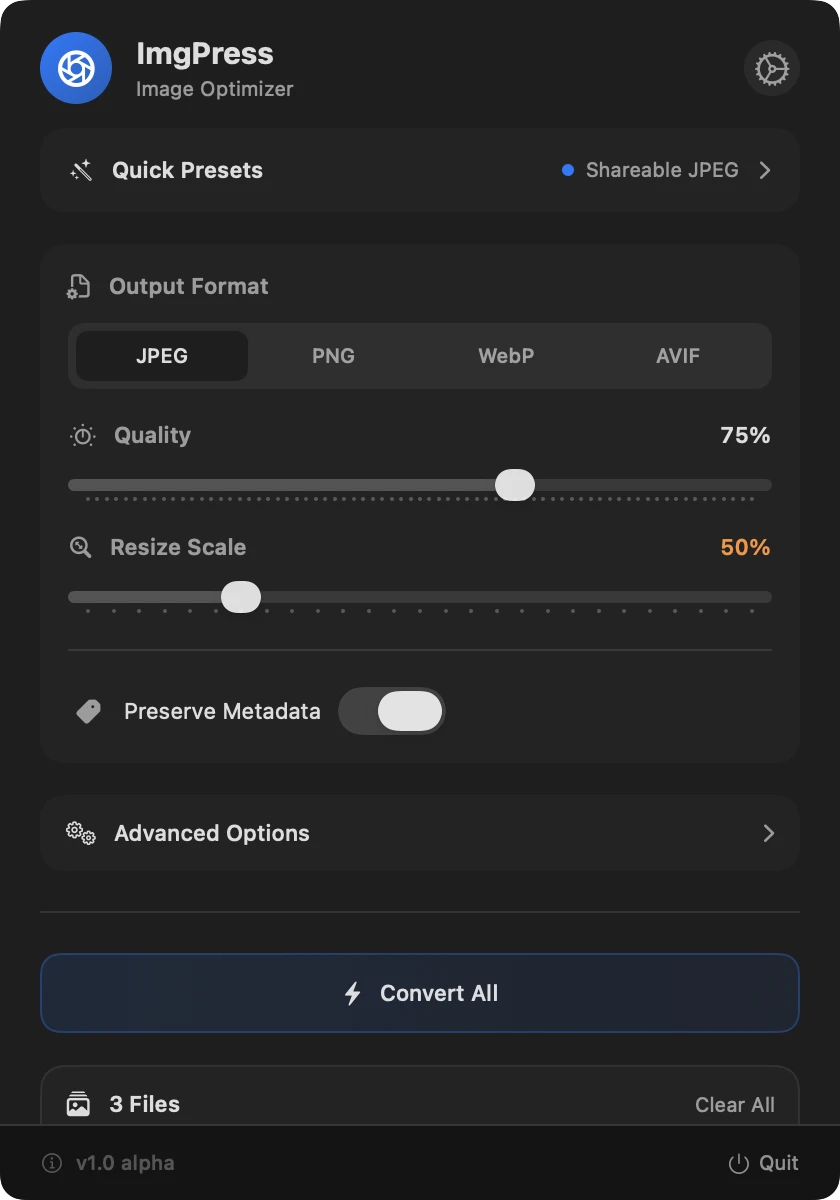 ImgPress
Image Optimizer
Quick Presets Shareable JPEG
Output Format
JPEG PNG WebP AVIF
Quality 75%
Resize Scale 50%
Preserve Metadata
Advanced Options
Convert All
3 Files Clear All
v1.0 alpha Quit